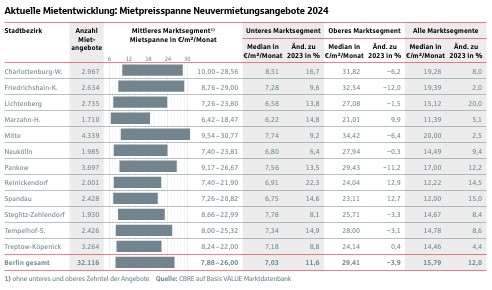 Aktuelle Mietentwicklung: Mietpreisspanne Neuvermietungsangebote 2024
Stadtbezirk Anzahl Miet-angebote Mittleres Marktsegment¹⁾ Mietspanne in €/m²/Monat Unteres Marktsegment Oberes Marktsegment Alle Marktsegmente
Median in €/m²/Monat Änd. zu 2023 in % Median in €/m²/Monat Änd. zu 2023 in % Median in €/m²/Monat Änd. zu 2023 in %
6 12 18 24 30
Charlottenburg-W. 2.967 10,00–28,56 8,51 16,7 31,82 −6,2 19,26 8,0
Friedrichshain-K. 2.634 8,76–29,00 7,28 9,6 32,54 −12,0 19,39 2,0
Lichtenberg 2.735 7,26–23,80 6,58 13,8 27,08 −1,5 15,12 20,0
Marzahn-H. 1.710 6,42–18,47 6,22 14,8 21,01 9,9 11,39 5,1
Mitte 4.339 9,54–30,77 7,74 9,2 34,42 −6,4 20,00 2,5
Neukölln 1.985 7,40–23,81 6,80 6,4 27,94 −0,3 14,49 9,4
Pankow 3.697 9,17–26,67 7,56 13,5 29,43 −11,2 17,00 12,2
Reinickendorf 2.001 7,40–21,90 6,91 22,3 24,04 12,9 12,22 14,5
Spandau 2.428 7,26–20,82 6,75 14,6 23,11 12,7 12,00 15,0
Steglitz-Zehlendorf 1.930 8,66–22,99 7,78 8,1 25,71 −3,3 14,67 8,4
Tempelhof-S. 2.426 8,00–25,32 7,34 14,9 28,00 −3,1 14,78 8,6
Treptow-Köpenick 3.264 8,24–22,00 7,18 8,8 24,14 0,4 14,46 4,4
Berlin gesamt 32.116 7,88–26,00 7,03 11,6 29,41 −3,9 15,79 12,0
1) ohne unteres und oberes Zehntel der Angebote Quelle: CBRE auf Basis VALUE Marktdatenbank